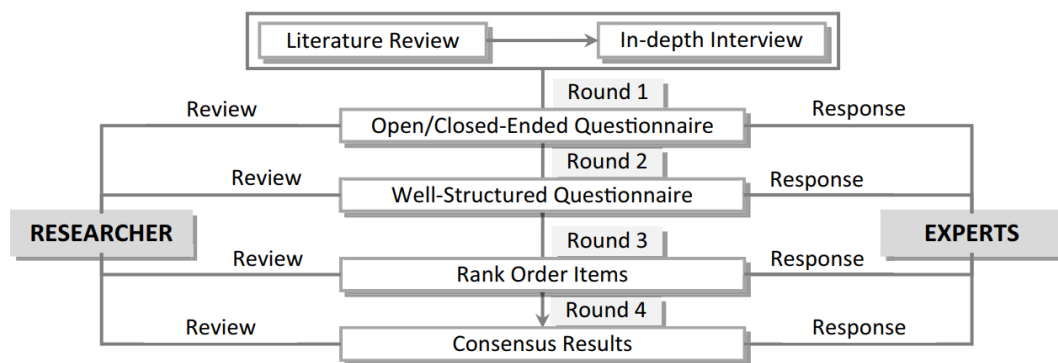 Literature Review
In-depth Interview
Round 1
Review
Response
Open/Closed-Ended Questionnaire
Round 2
Review
Response
Well-Structured Questionnaire
RESEARCHER
EXPERTS
Round 3
Review
Response
Rank Order Items
Round 4
Review
Response
Consensus Results